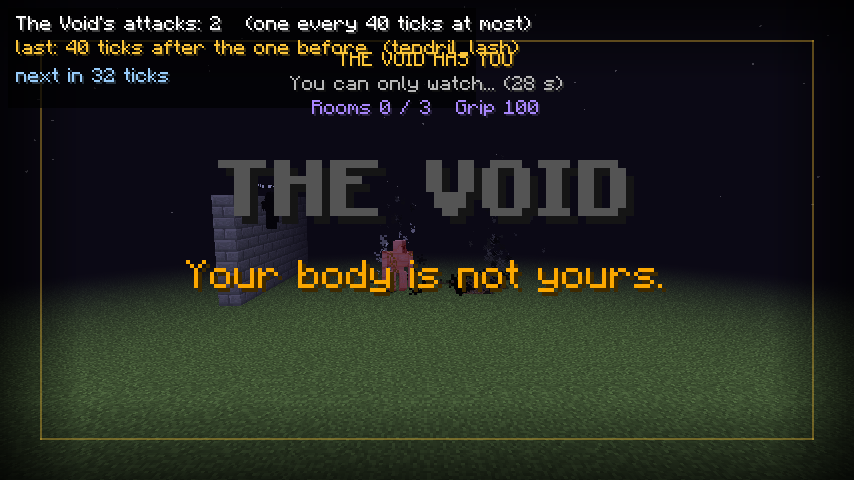 The Void's attacks: 2   (one every 40 ticks at most)
last: 40 ticks after the one before  (tendril_lash)
THE VOID HAS YOU
next in 32 ticks
You can only watch... (28 s)
Rooms 0 / 3   Grip 100
THE VOID
Your body is not yours.